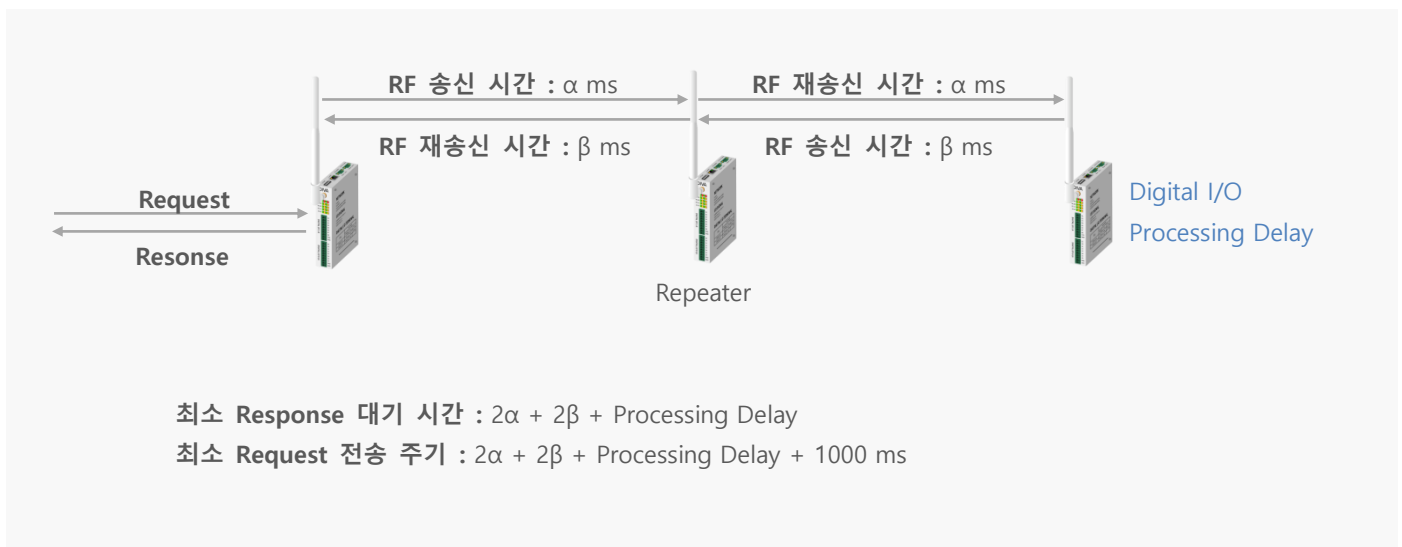 RF 송신 시간 : α ms
RF 재송신 시간 : α ms
RF 재송신 시간 : β ms
RF 송신 시간 : β ms
Request
Resonse
Digital I/O
Processing Delay
Repeater
최소 Response 대기 시간 : 2α + 2β + Processing Delay
최소 Request 전송 주기 : 2α + 2β + Processing Delay + 1000 ms